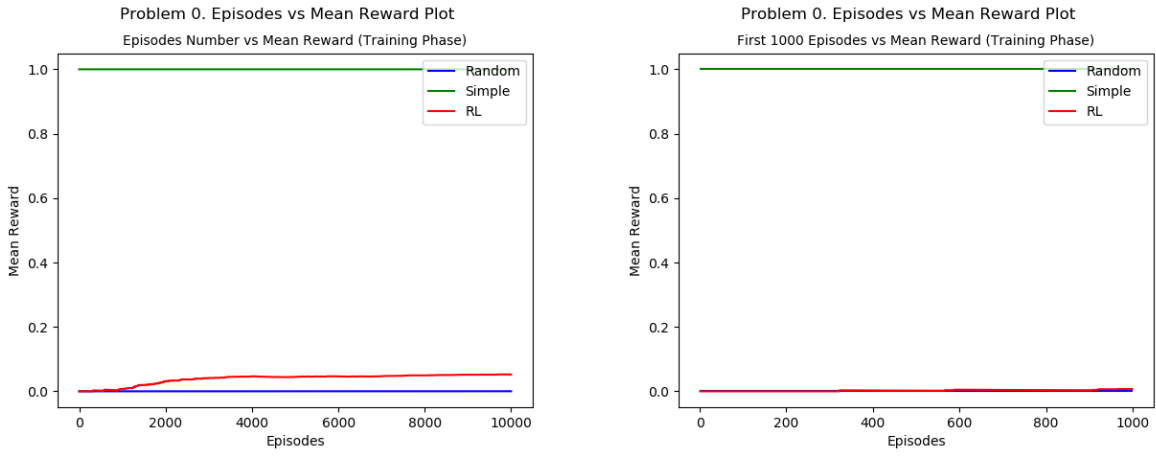 Problem 0. Episodes vs Mean Reward Plot
Episodes Number vs Mean Reward (Training Phase)
1.0
0.8
0.6
0.4
0.2
0.0
Mean Reward
Random
Simple
RL
0 2000 4000 6000 8000 10000
Episodes
Problem 0. Episodes vs Mean Reward Plot
First 1000 Episodes vs Mean Reward (Training Phase)
1.0
0.8
0.6
0.4
0.2
0.0
Mean Reward
Random
Simple
RL
0 200 400 600 800 1000
Episodes